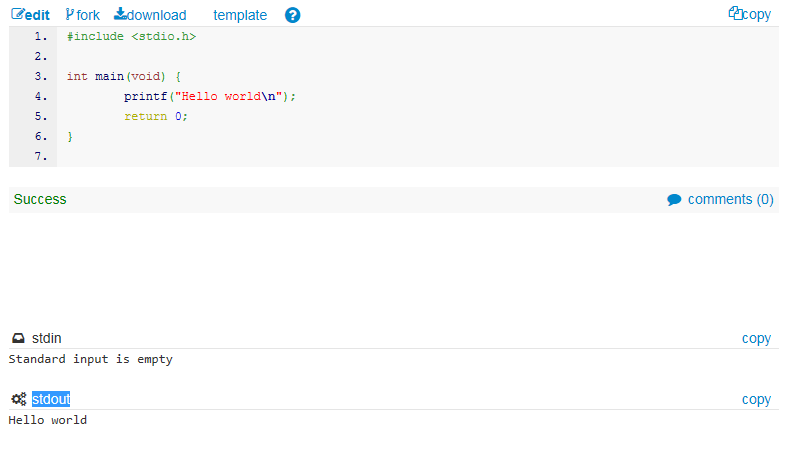 edit fork download template ? copy
1. #include <stdio.h>
2.
3. int main(void) {
4.         printf("Hello world\n");
5.         return 0;
6. }
7.
Success comments (0)
stdin copy
Standard input is empty
stdout copy
Hello world